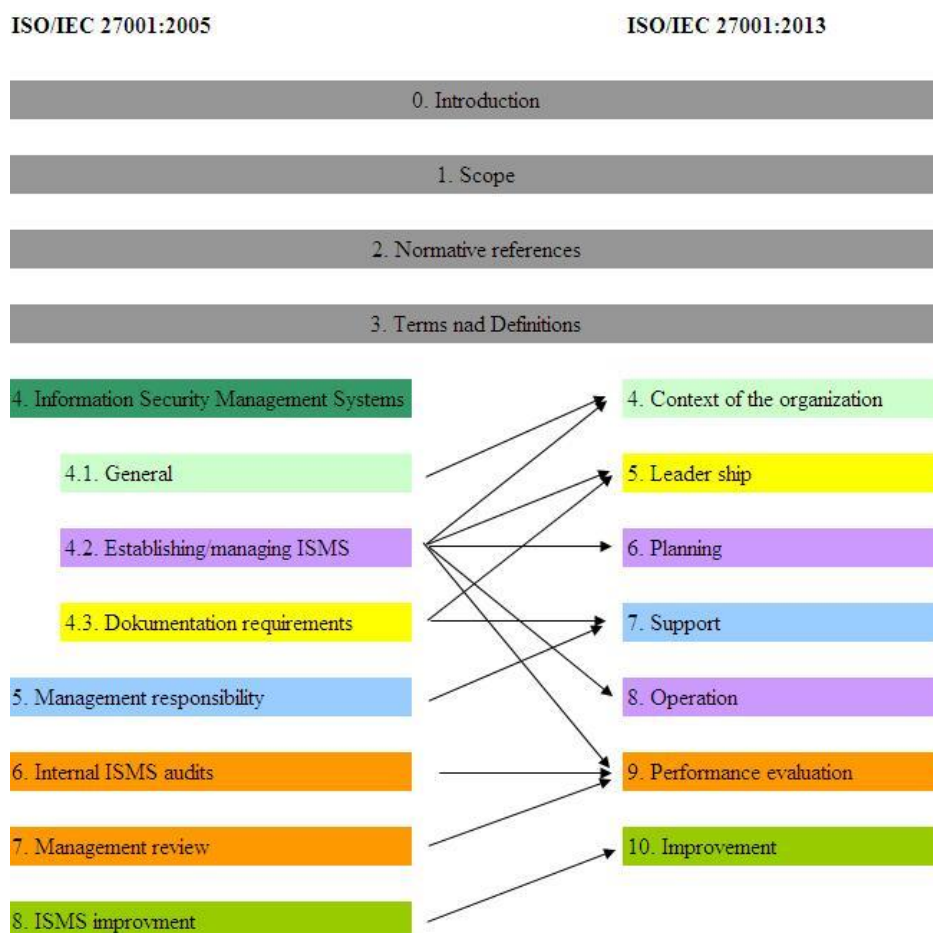 ISO/IEC 27001:2005
ISO/IEC 27001:2013
0. Introduction
1. Scope
2. Normative references
3. Terms nad Definitions
4. Information Security Management Systems
4. Context of the organization
4.1. General
5. Leader ship
4.2. Establishing/managing ISMS
6. Planning
4.3. Dokumentation requirements
7. Support
5. Management responsibility
8. Operation
6. Internal ISMS audits
9. Performance evaluation
7. Management review
10. Improvement
8. ISMS improvment